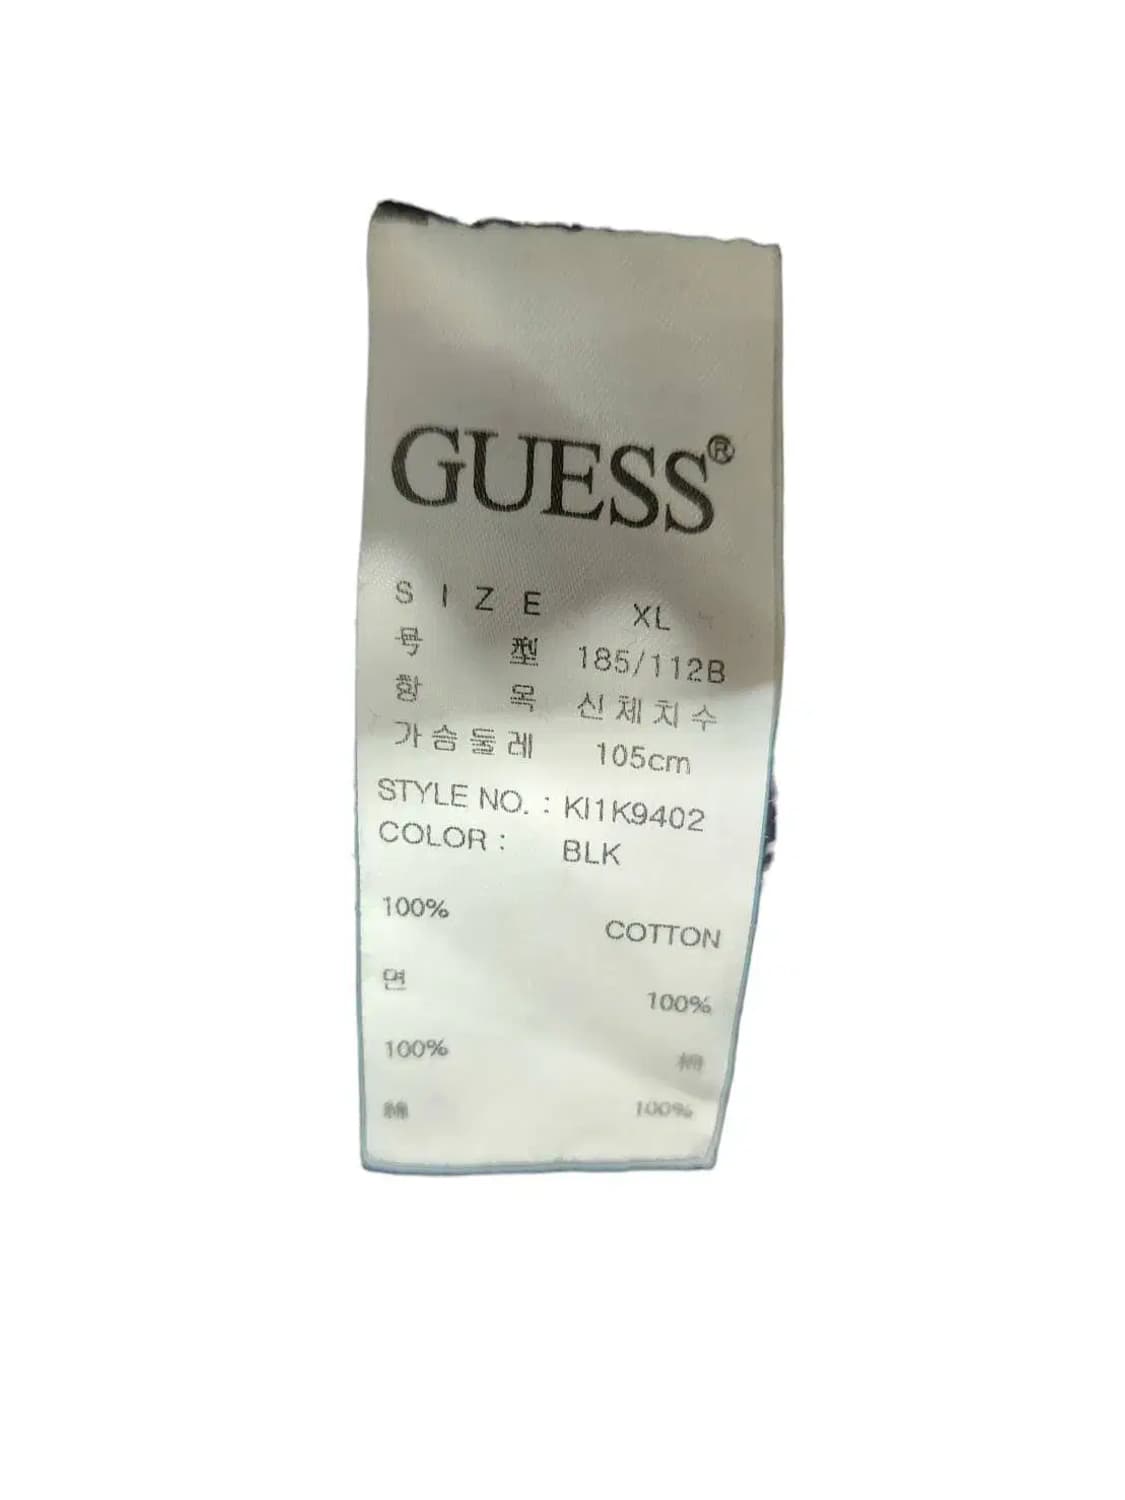 GUESS®
SIZE XL
号型 185/112B
항목 신체치수
가슴둘레 105cm
STYLE NO. : KI1K9402
COLOR : BLK
100% COTTON
면 100%
100% 棉
綿 100%